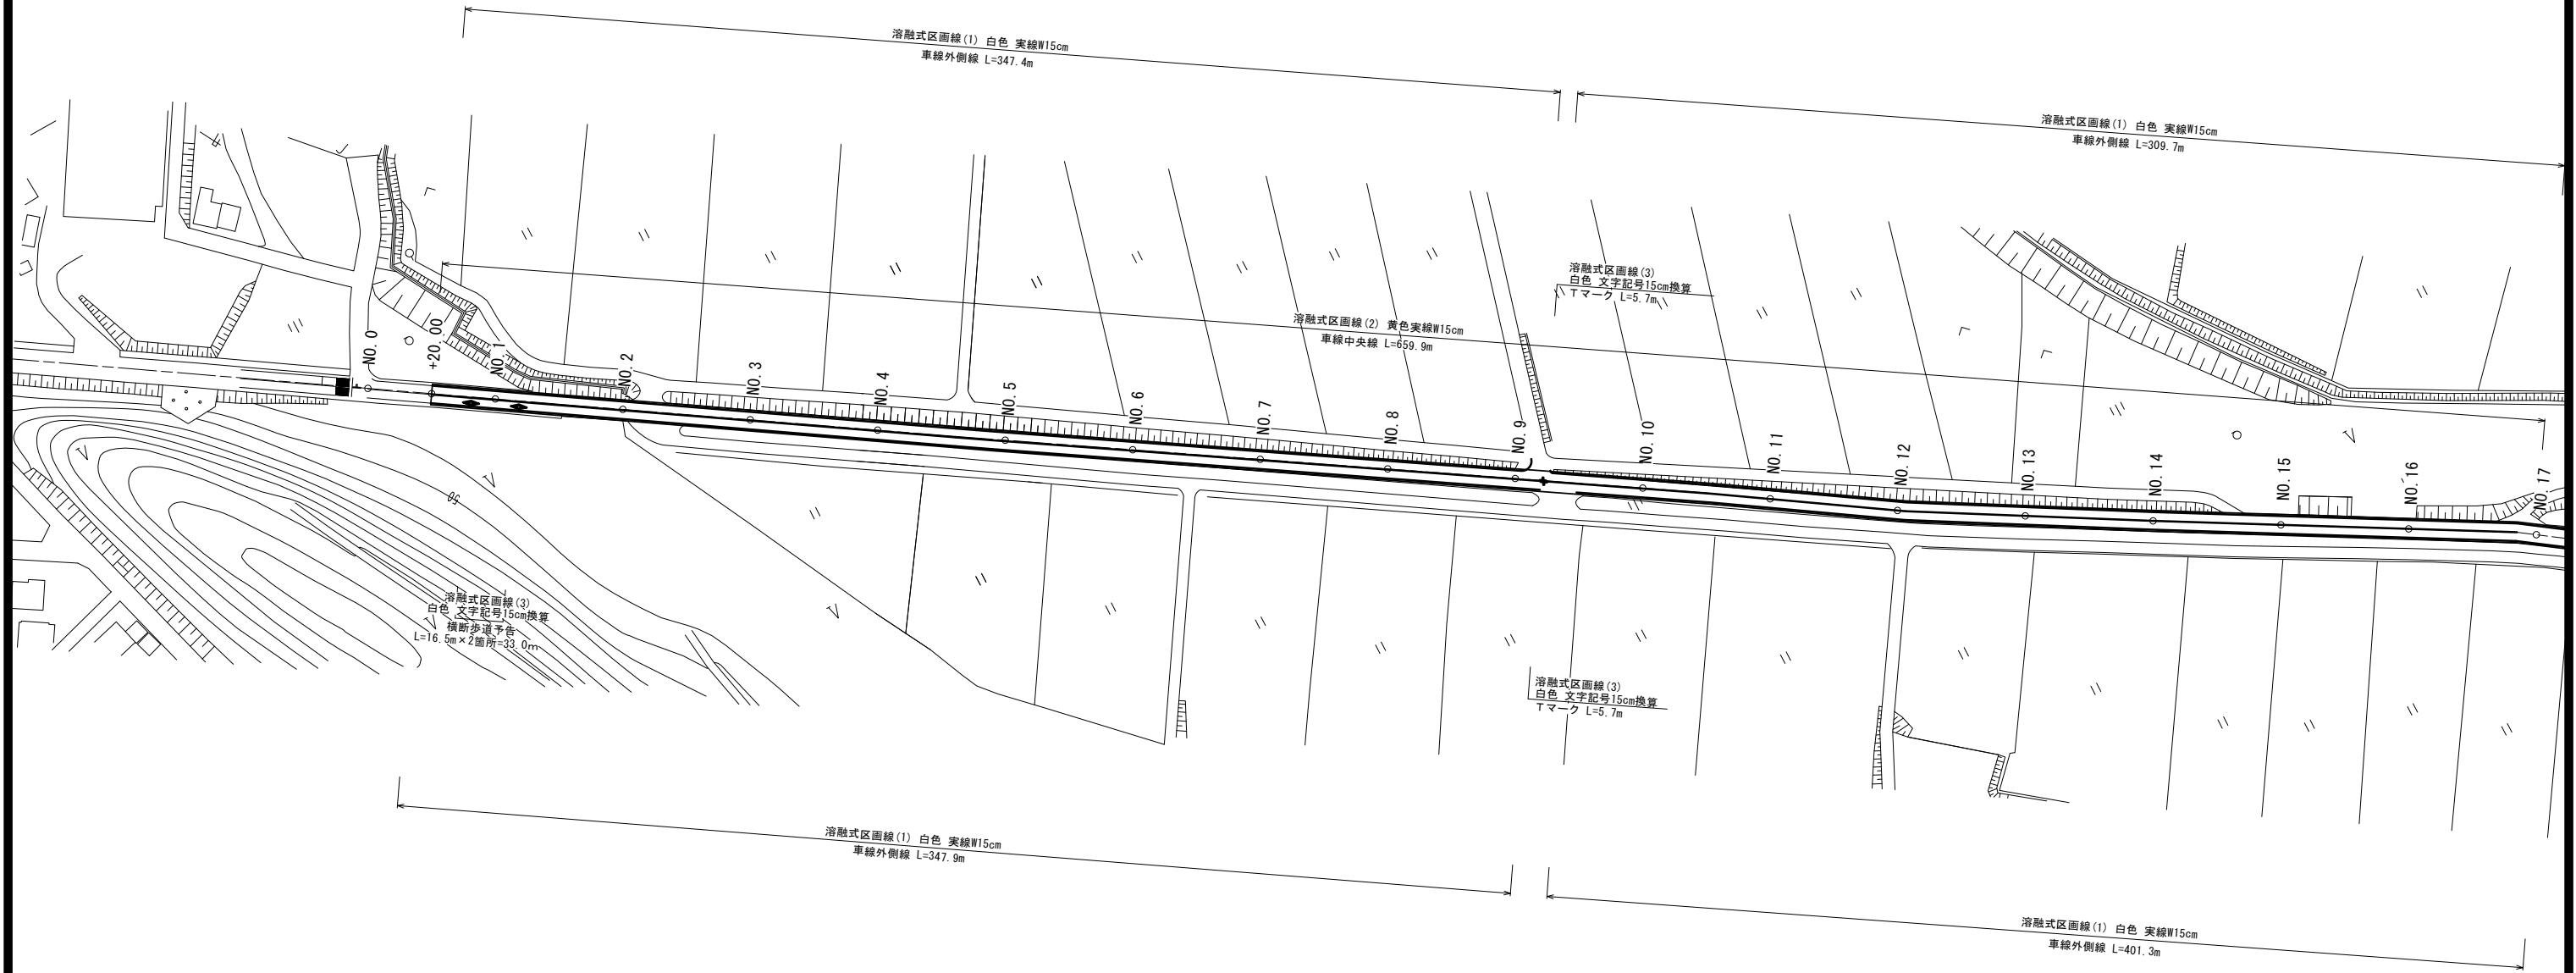 溶融式区画線(1) 白色 実線W15cm
車線外側線 L=347.4m
溶融式区画線(1) 白色 実線W15cm
車線外側線 L=309.7m
溶融式区画線(3)
白色 文字記号15cm換算
Tマーク L=5.7m
溶融式区画線(2) 黄色実線W15cm
車線中央線 L=659.9m
NO.0
+20.00
NO.1
NO.2
NO.3
NO.4
NO.5
NO.6
NO.7
NO.8
NO.9
NO.10
NO.11
NO.12
NO.13
NO.14
NO.15
NO.16
NO.17
50
溶融式区画線(3)
白色 文字記号15cm換算
横断歩道予告
L=16.5m×2箇所=33.0m
溶融式区画線(3)
白色 文字記号15cm換算
Tマーク L=5.7m
溶融式区画線(1) 白色 実線W15cm
車線外側線 L=347.9m
溶融式区画線(1) 白色 実線W15cm
車線外側線 L=401.3m